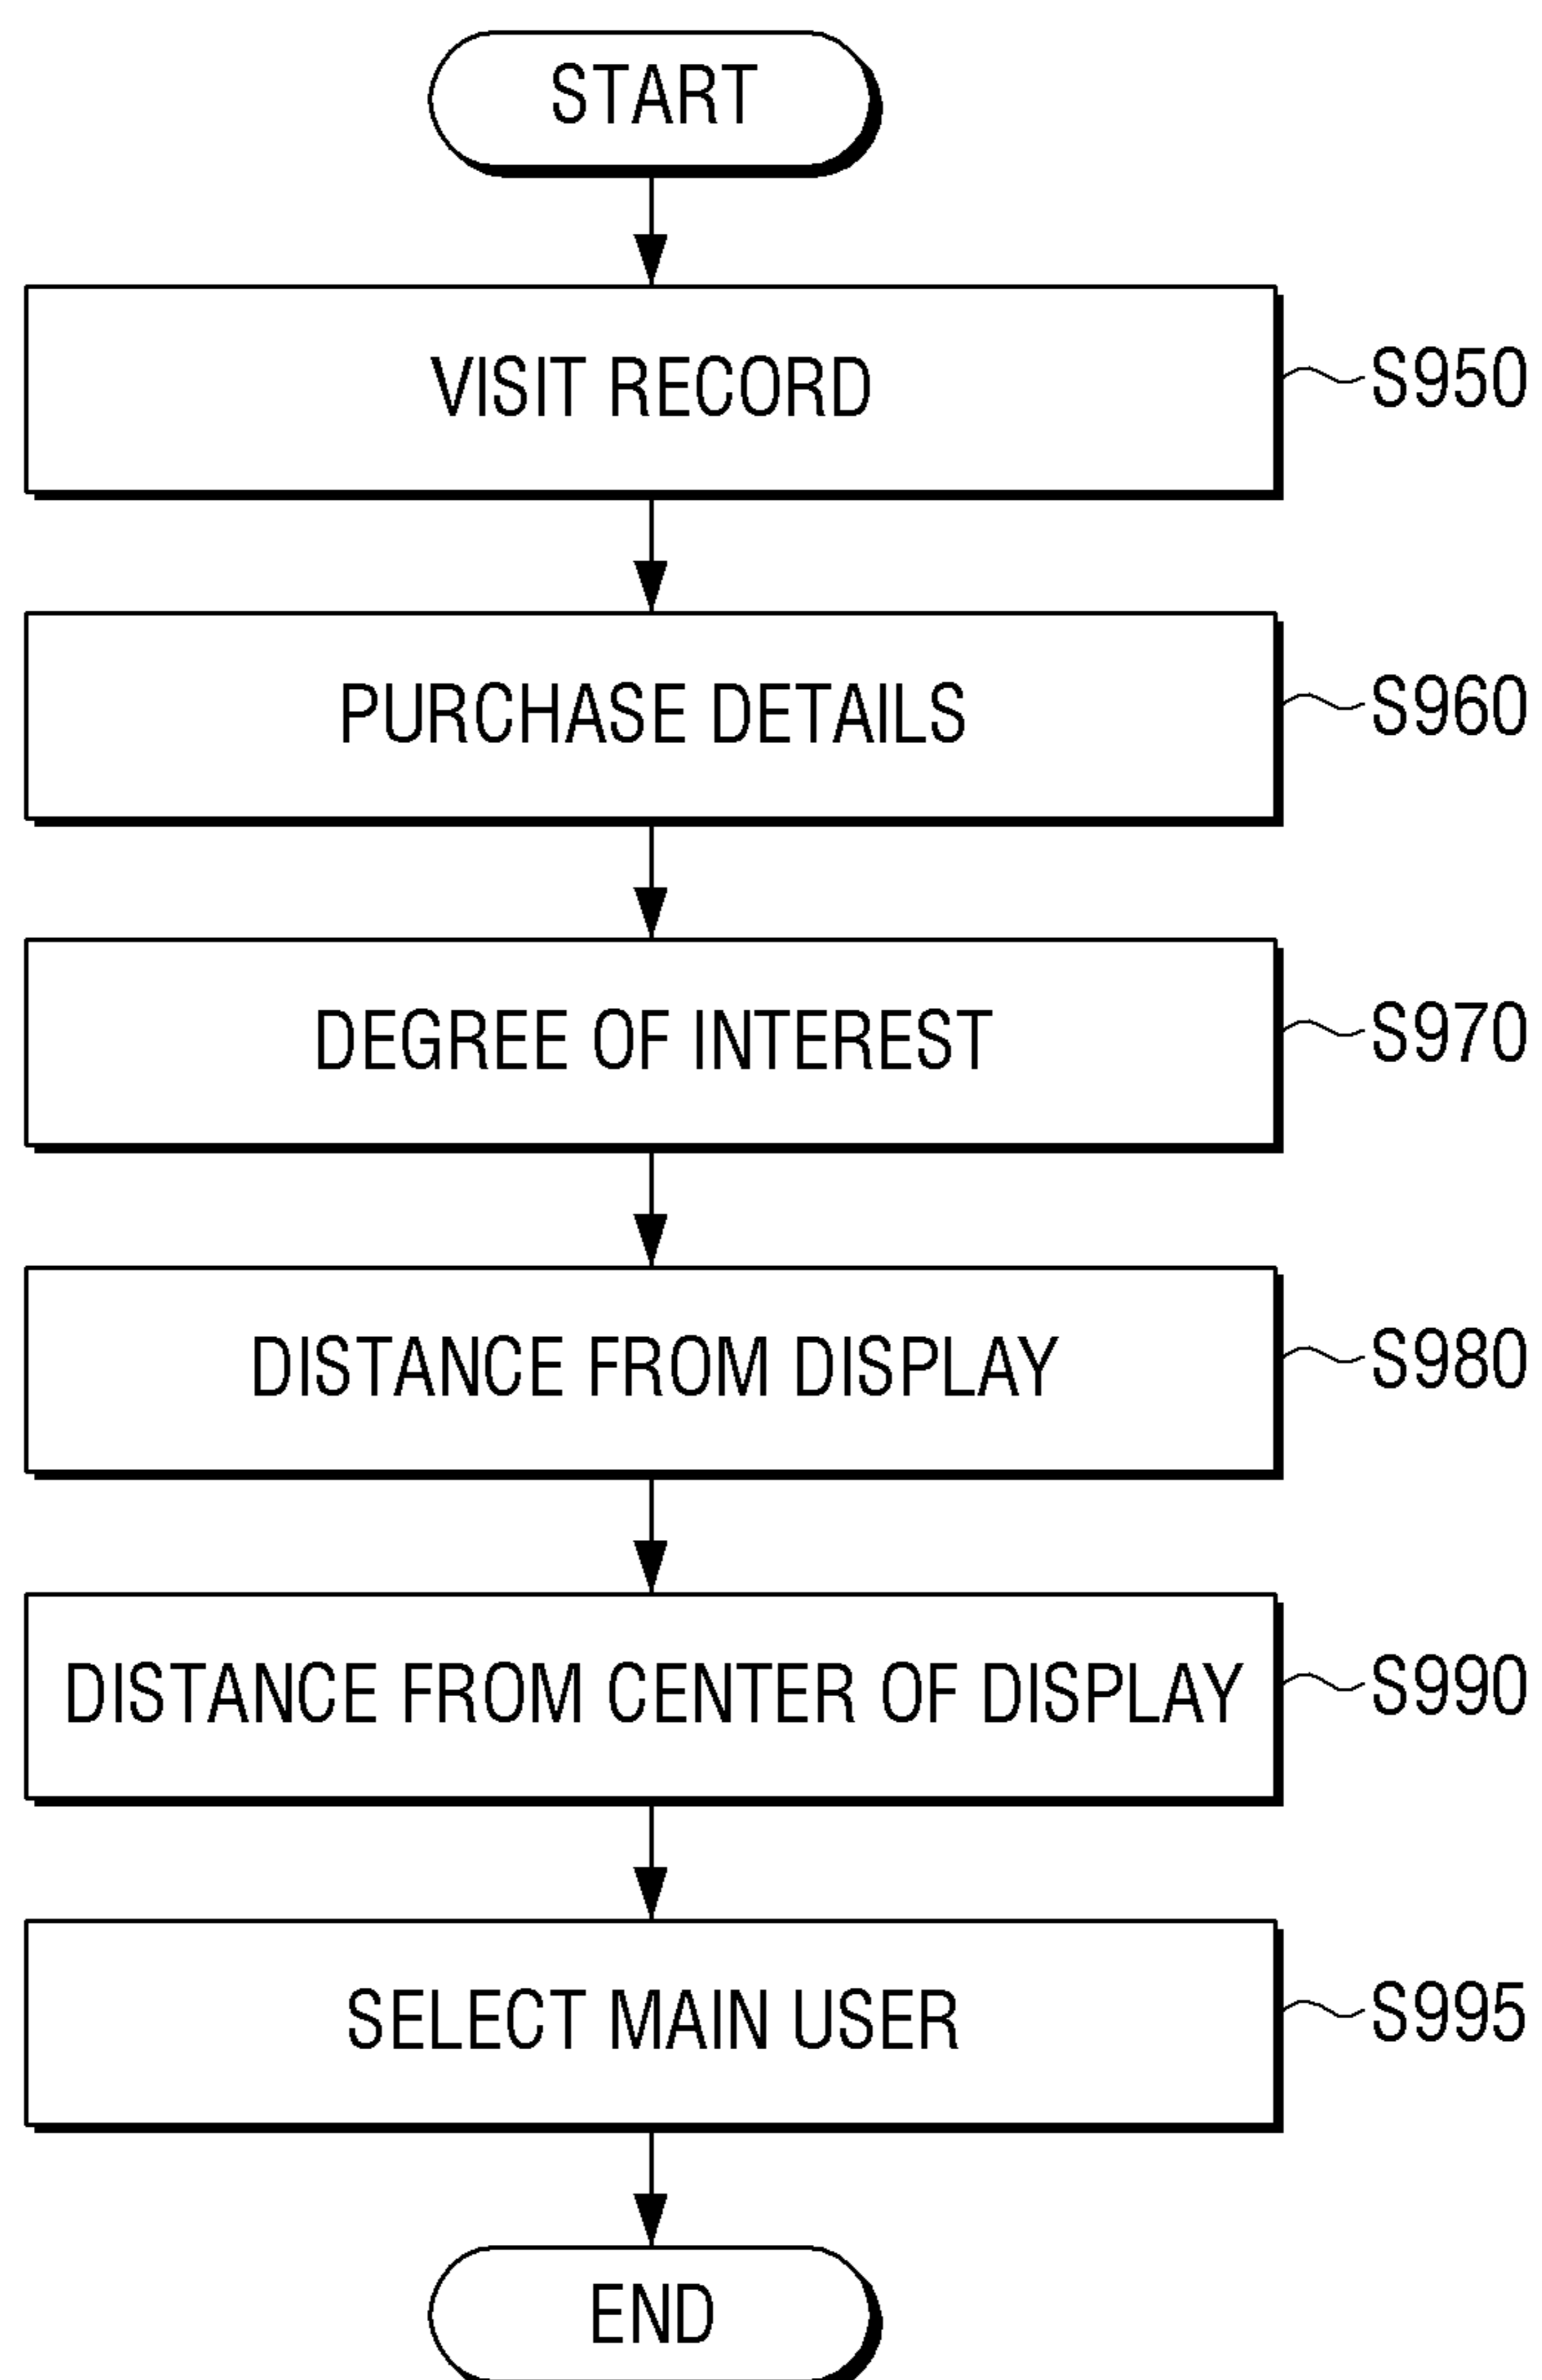 START
VISIT RECORD
S950
PURCHASE DETAILS
S960
DEGREE OF INTEREST
S970
DISTANCE FROM DISPLAY
S980
DISTANCE FROM CENTER OF DISPLAY
S990
SELECT MAIN USER
S995
END